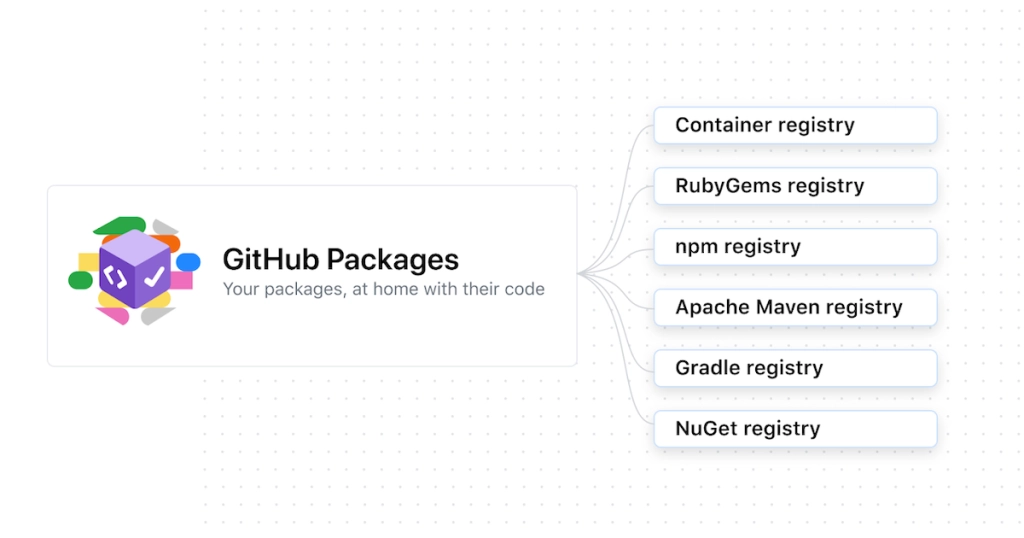 GitHub Packages
Your packages, at home with their code
Container registry
RubyGems registry
npm registry
Apache Maven registry
Gradle registry
NuGet registry